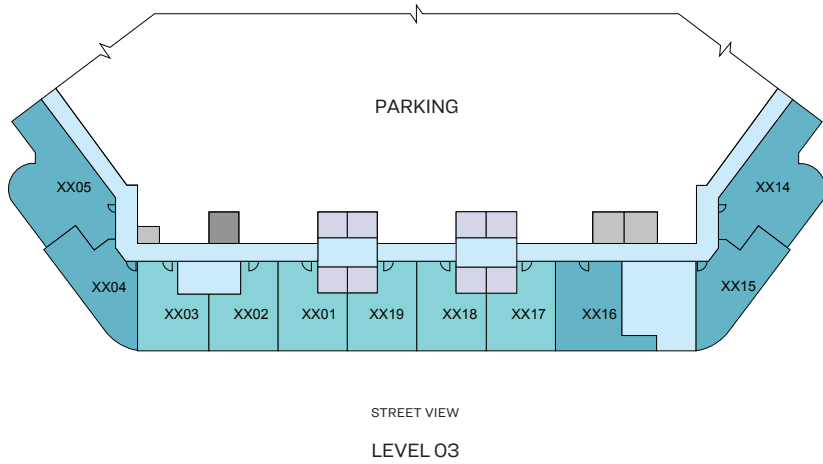 PARKING
XX05
XX14
XX04
XX15
XX03
XX02
XX01
XX19
XX18
XX17
XX16
STREET VIEW
LEVEL 03